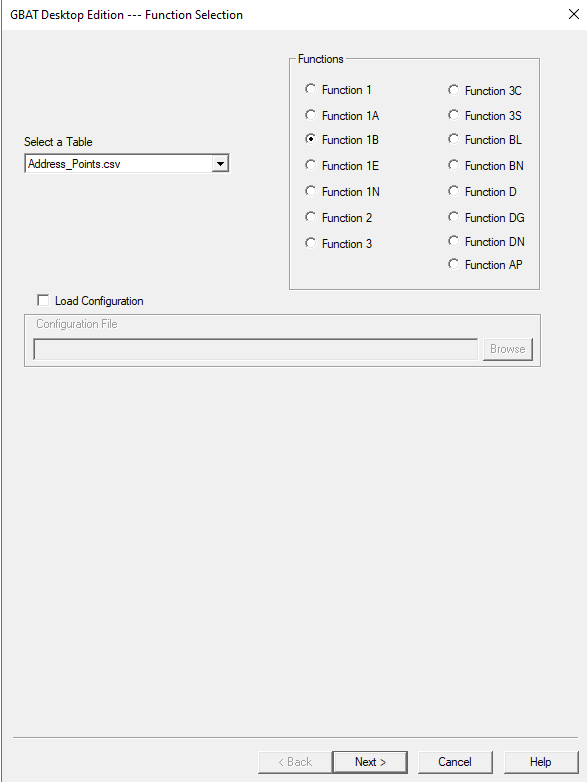 GBAT Desktop Edition --- Function Selection
Functions
Function 1
Function 3C
Function 1A
Function 3S
Select a Table
Function 1B
Function BL
Address_Points.csv
Function 1E
Function BN
Function 1N
Function D
Function 2
Function DG
Function 3
Function DN
Function AP
Load Configuration
Configuration File
Browse
< Back
Next >
Cancel
Help